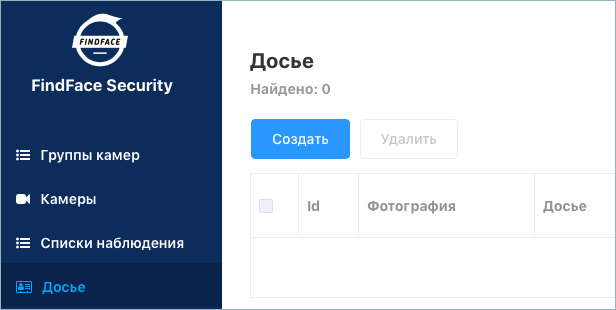 FINDFACE
FindFace Security
Группы камер
Камеры
Списки наблюдения
Досье
Досье
Найдено: 0
Создать Удалить
Id Фотография Досье